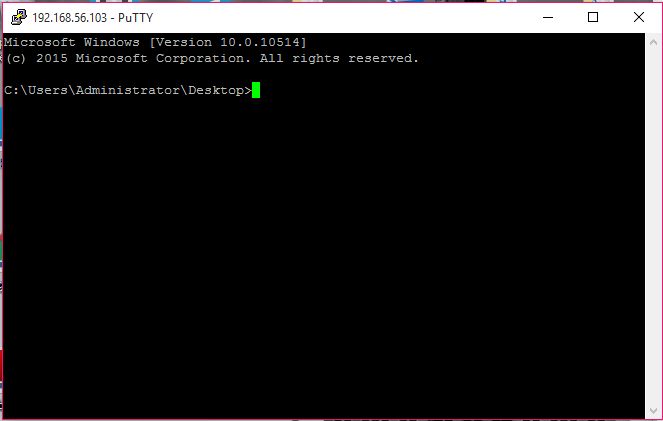 192.168.56.103 - PuTTY
Microsoft Windows [Version 10.0.10514]
(c) 2015 Microsoft Corporation. All rights reserved.
C:\Users\Administrator\Desktop>